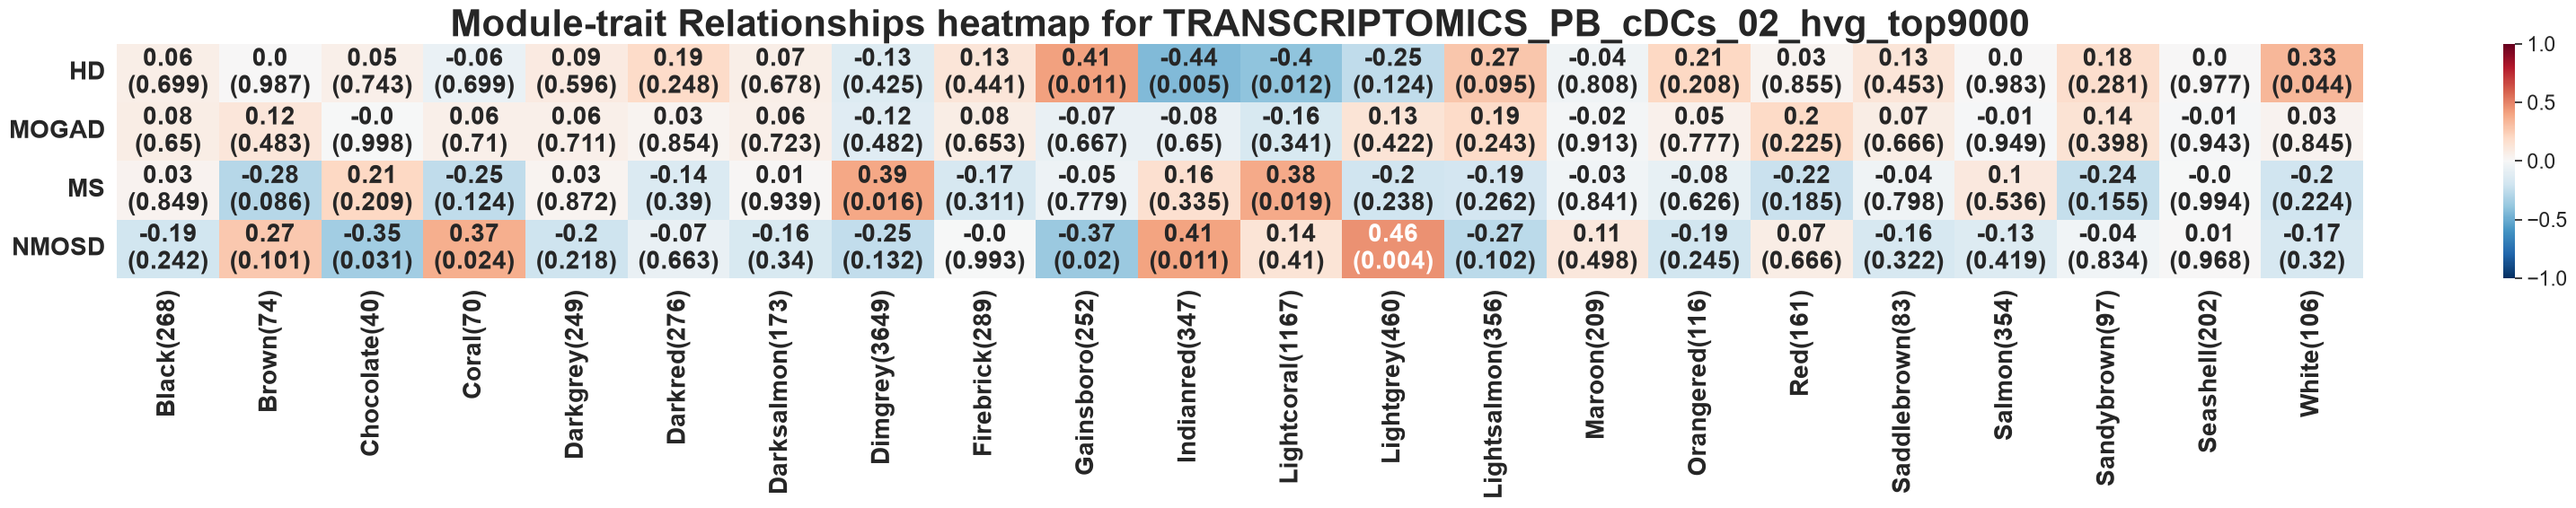 Module-trait Relationships heatmap for TRANSCRIPTOMICS_PB_cDCs_02_hvg_top9000
HD 0.06 0.0 0.05 -0.06 0.09 0.19 0.07 -0.13 0.13 0.41 -0.44 -0.4 -0.25 0.27 -0.04 0.21 0.03 0.13 0.0 0.18 0.0 0.33
(0.699) (0.987) (0.743) (0.699) (0.596) (0.248) (0.678) (0.425) (0.441) (0.011) (0.005) (0.012) (0.124) (0.095) (0.808) (0.208) (0.855) (0.453) (0.983) (0.281) (0.977) (0.044)
MOGAD 0.08 0.12 -0.0 0.06 0.06 0.03 0.06 -0.12 0.08 -0.07 -0.08 -0.16 0.13 0.19 -0.02 0.05 0.2 0.07 -0.01 0.14 -0.01 0.03
(0.65) (0.483) (0.998) (0.71) (0.711) (0.854) (0.723) (0.482) (0.653) (0.667) (0.65) (0.341) (0.422) (0.243) (0.913) (0.777) (0.225) (0.666) (0.949) (0.398) (0.943) (0.845)
MS 0.03 -0.28 0.21 -0.25 0.03 -0.14 0.01 0.39 -0.17 -0.05 0.16 0.38 -0.2 -0.19 -0.03 -0.08 -0.22 -0.04 0.1 -0.24 -0.0 -0.2
(0.849) (0.086) (0.209) (0.124) (0.872) (0.39) (0.939) (0.016) (0.311) (0.779) (0.335) (0.019) (0.238) (0.262) (0.841) (0.626) (0.185) (0.798) (0.536) (0.155) (0.994) (0.224)
NMOSD -0.19 0.27 -0.35 0.37 -0.2 -0.07 -0.16 -0.25 -0.0 -0.37 0.41 0.14 0.46 -0.27 0.11 -0.19 0.07 -0.16 -0.13 -0.04 0.01 -0.17
(0.242) (0.101) (0.031) (0.024) (0.218) (0.663) (0.34) (0.132) (0.993) (0.02) (0.011) (0.41) (0.004) (0.102) (0.498) (0.245) (0.666) (0.322) (0.419) (0.834) (0.968) (0.32)
Black(268)
Brown(74)
Chocolate(40)
Coral(70)
Darkgrey(249)
Darkred(276)
Darksalmon(173)
Dimgrey(3649)
Firebrick(289)
Gainsboro(252)
Indianred(347)
Lightcoral(1167)
Lightgrey(460)
Lightsalmon(356)
Maroon(209)
Orangered(116)
Red(161)
Saddlebrown(83)
Salmon(354)
Sandybrown(97)
Seashell(202)
White(106)
1.0
0.5
0.0
−0.5
−1.0